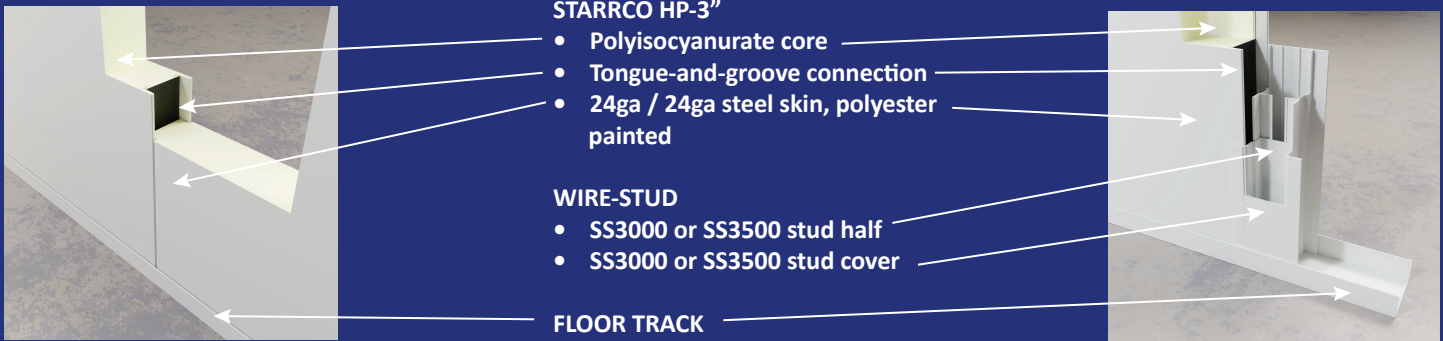 STARRCO HP-3”
• Polyisocyanurate core
• Tongue-and-groove connection
• 24ga / 24ga steel skin, polyester
painted
WIRE-STUD
• SS3000 or SS3500 stud half
• SS3000 or SS3500 stud cover
FLOOR TRACK